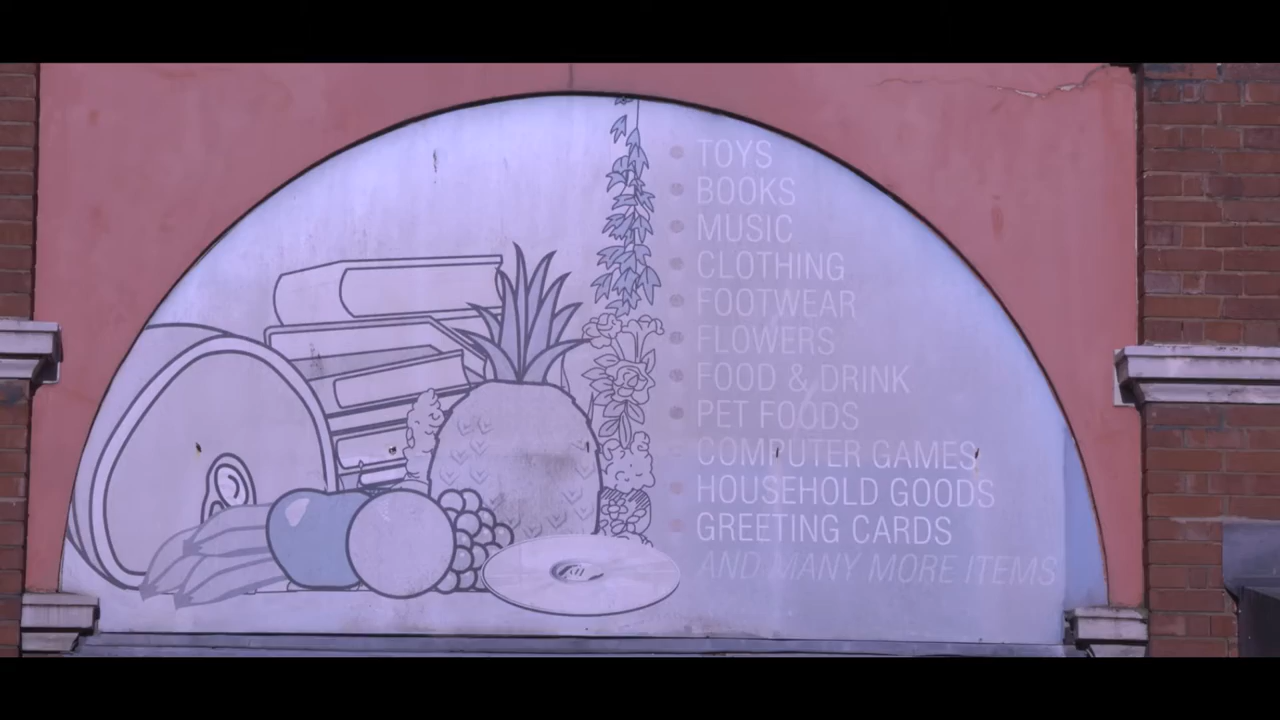 TOYS
BOOKS
MUSIC
CLOTHING
FOOTWEAR
FLOWERS
FOOD & DRINK
PET FOODS
COMPUTER GAMES
HOUSEHOLD GOODS
GREETING CARDS
AND MANY MORE ITEMS